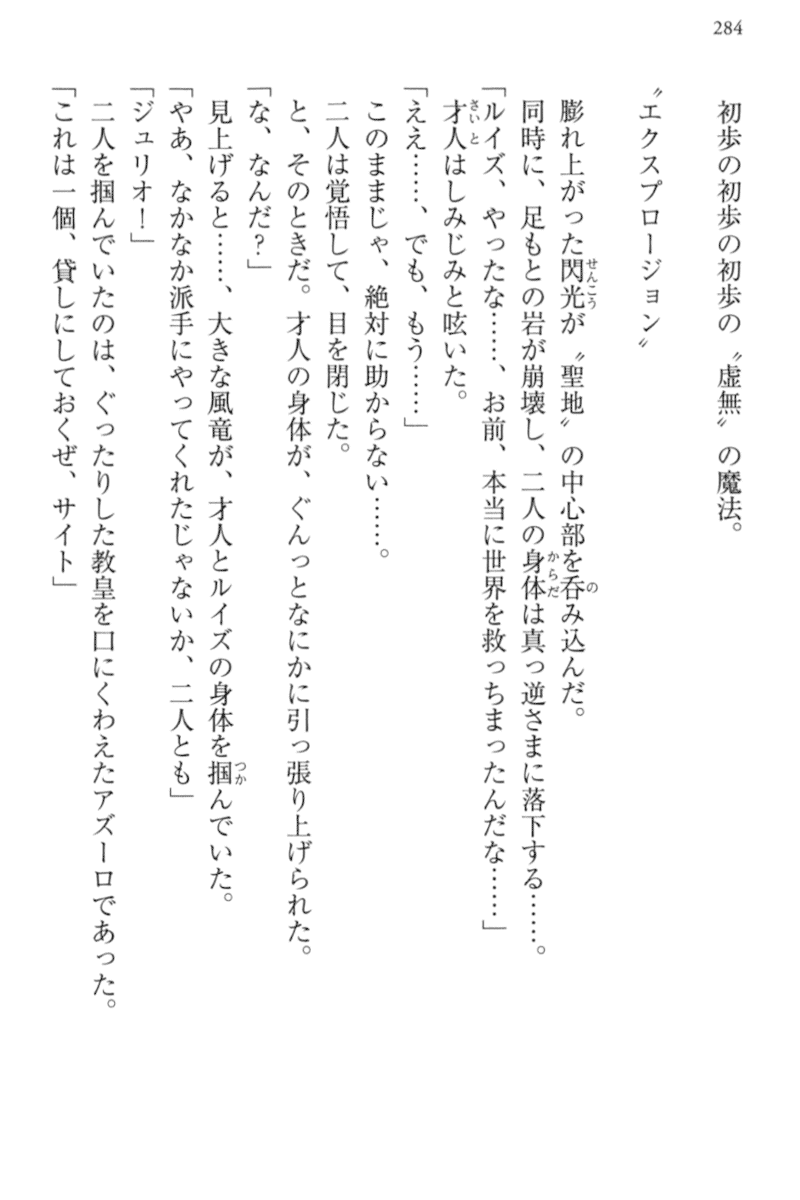 284
初歩の初歩の初歩の〝虚無〟の魔法。
〝エクスプロージョン〟
膨れ上がった閃光が〝聖地〟の中心部を呑み込んだ。
同時に、足もとの岩が崩壊し、二人の身体は真っ逆さまに落下する……。
「ルイズ、やったな……、お前、本当に世界を救っちまったんだな……」
才人はしみじみと呟いた。
「ええ……、でも、もう……」
このままじゃ、絶対に助からない……。
二人は覚悟して、目を閉じた。
と、そのときだ。才人の身体が、ぐんっとなにかに引っ張り上げられた。
「な、なんだ？」
見上げると……、大きな風竜が、才人とルイズの身体を掴んでいた。
「やあ、なかなか派手にやってくれたじゃないか、二人とも」
「ジュリオ！」
二人を掴んでいたのは、ぐったりした教皇を口にくわえたアズーロであった。
「これは一個、貸しにしておくぜ、サイト」